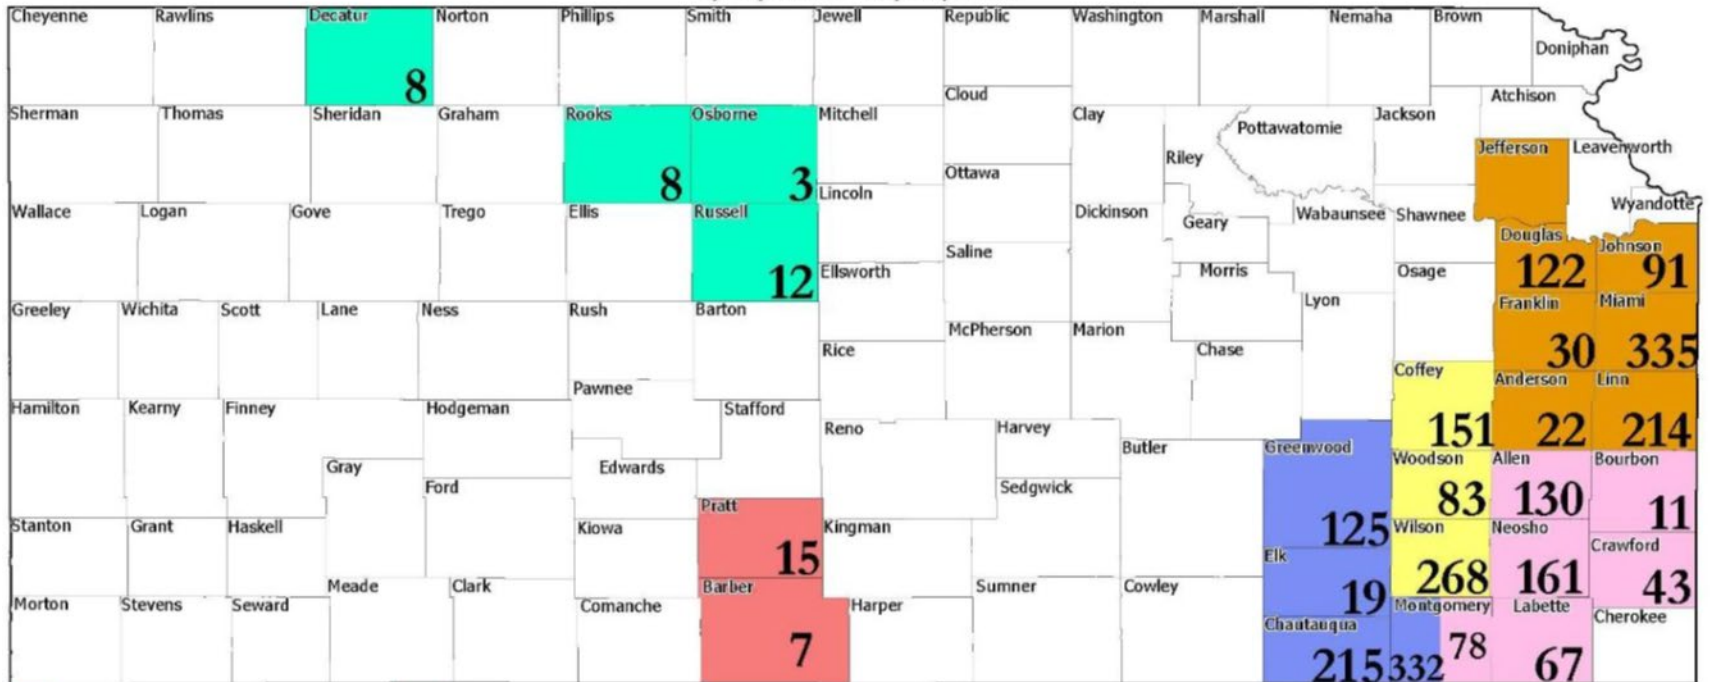 Cheyenne Rawlins Decatur Norton Phillips Smith Jewell Republic Washington Marshall Nemaha Brown
Doniphan
8
Cloud Atchison
Sherman Thomas Sheridan Graham Rooks Osborne Mitchell Clay Jackson
Pottawatomie
Jefferson Leavenworth
Riley
Ottawa
8 3
Lincoln
Wyandotte
Wallace Logan Gove Trego Ellis Russell Dickinson Wabaunsee Shawnee
Geary
Douglas
Johnson
Saline
12 Ellsworth Morris Osage 122 91
Lyon Franklin Miami
Greeley Wichita Scott Lane Ness Rush Barton
McPherson Marion
Rice Chase 30 335
Coffey
Anderson Linn
Pawnee
Hamilton Kearny Finney Hodgeman Stafford
Reno Harvey 151 22 214
Butler Greenwood
Woodson Allen Bourbon
Gray Edwards
Ford Sedgwick
83 130
Pratt
11
Stanton Grant Haskell Kiowa Kingman 125 Wilson Neosho
Crawford
15 Elk
268 161
Meade Clark Barber Sumner Cowley 43
19
Morton Stevens Seward Comanche Harper Montgomery Labette
Cherokee
Chautauqua
7 78
215 332 67